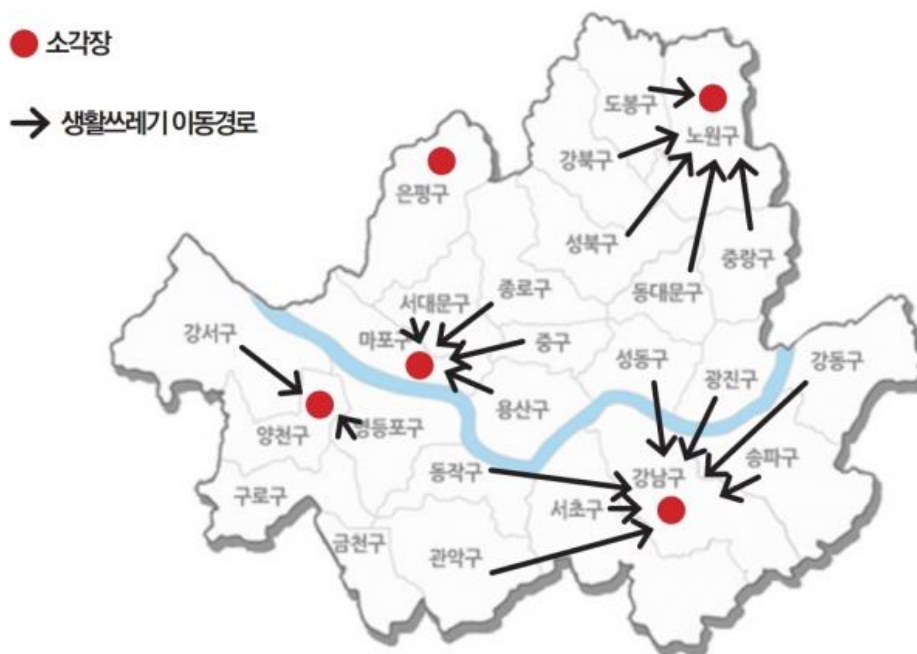 소각장
생활쓰레기 이동경로
도봉구
노원구
강북구
은평구
성북구
중랑구
서대문구
종로구
동대문구
강서구
마포구
중구
성동구
광진구
강동구
용산구
양천구
영등포구
동작구
강남구
송파구
구로구
서초구
금천구
관악구